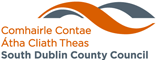 Comhairle Contae
Átha Cliath Theas
South Dublin County Council